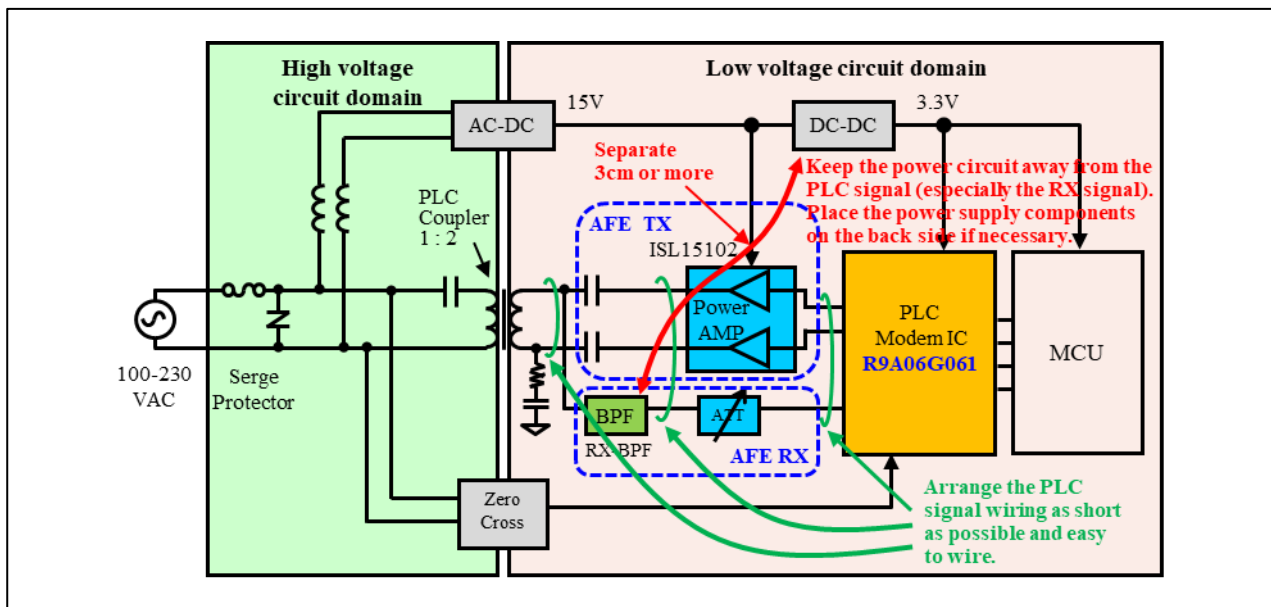 High voltage
circuit domain
Low voltage circuit domain
15V
3.3V
AC-DC
DC-DC
Separate
3cm or more
Keep the power circuit away from the
PLC signal (especially the RX signal).
Place the power supply components
on the back side if necessary.
PLC
Coupler
1 : 2
AFE TX
ISL15102
Power
AMP
PLC
Modem IC
R9A06G061
MCU
100-230
VAC
Serge
Protector
BPF
RX-BPF
ATT
AFE RX
Zero
Cross
Arrange the PLC
signal wiring as short
as possible and easy
to wire.